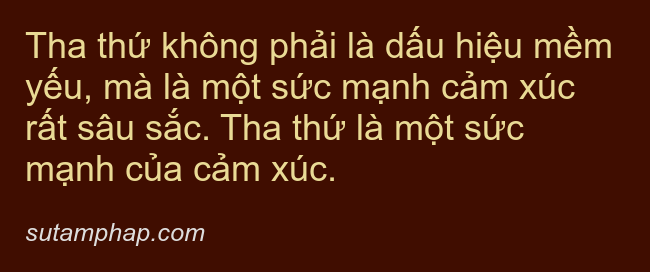 Tha thứ không phải là dấu hiệu mềm
yếu, mà là một sức mạnh cảm xúc
rất sâu sắc. Tha thứ là một sức
mạnh của cảm xúc.
sutamphap.com